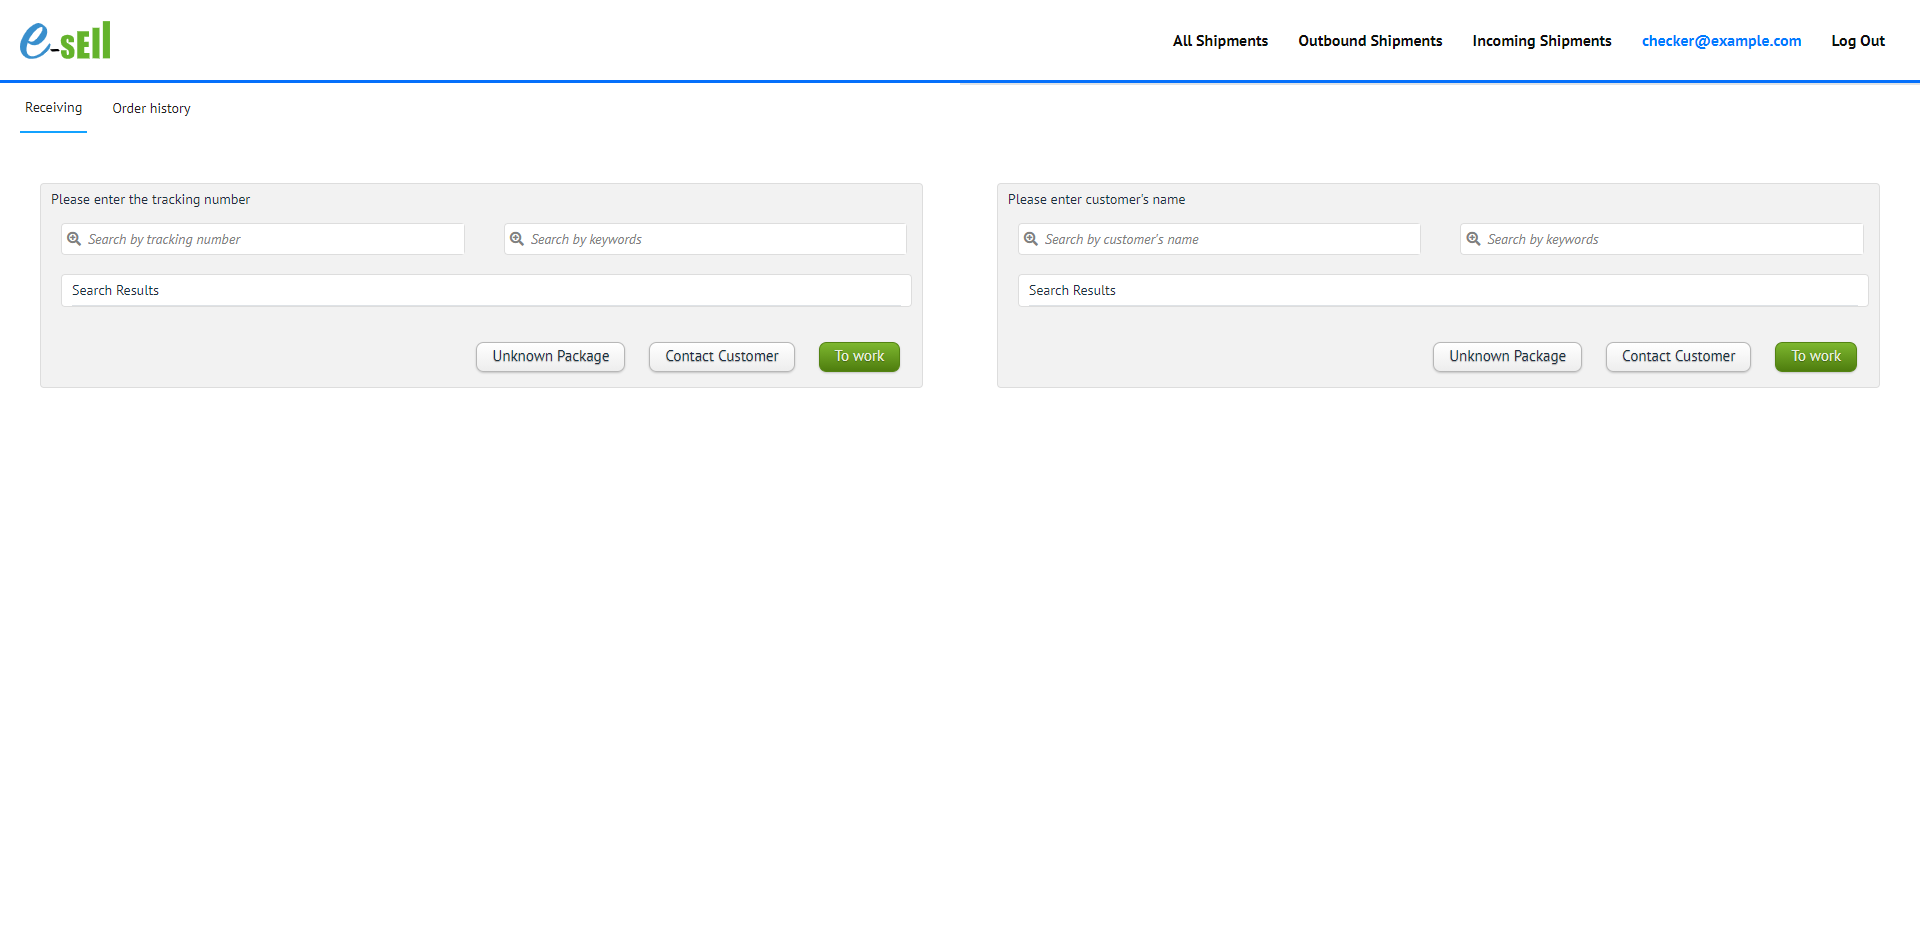 e-sEll
All Shipments Outbound Shipments Incoming Shipments checker@example.com Log Out
Receiving Order history
Please enter the tracking number
Search by tracking number Search by keywords
Search Results
Unknown Package Contact Customer To work
Please enter customer's name
Search by customer's name Search by keywords
Search Results
Unknown Package Contact Customer To work